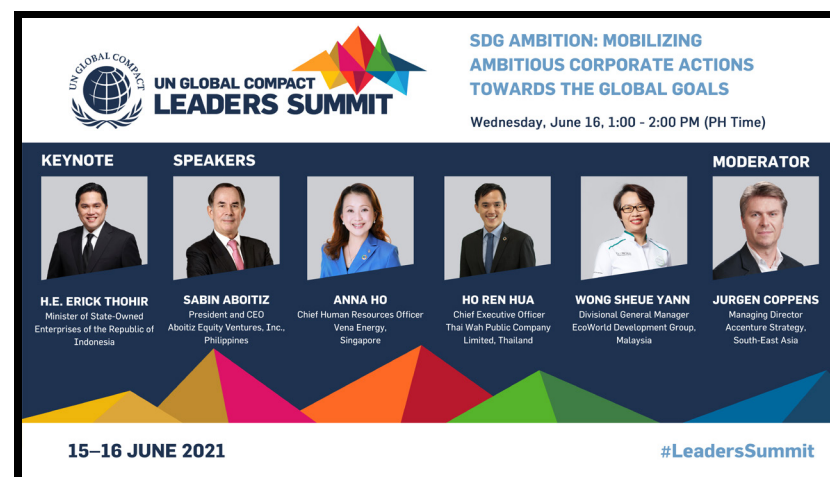 UN GLOBAL COMPACT
UN GLOBAL COMPACT
LEADERS SUMMIT
SDG AMBITION: MOBILIZING
AMBITIOUS CORPORATE ACTIONS
TOWARDS THE GLOBAL GOALS
Wednesday, June 16, 1:00 - 2:00 PM (PH Time)
KEYNOTE
SPEAKERS
MODERATOR
H.E. ERICK THOHIR
Minister of State-Owned
Enterprises of the Republic of
Indonesia
SABIN ABOITIZ
President and CEO
Aboitiz Equity Ventures, Inc.,
Philippines
ANNA HO
Chief Human Resources Officer
Vena Energy,
Singapore
HO REN HUA
Chief Executive Officer
Thai Wah Public Company
Limited, Thailand
WONG SHEUE YANN
Divisional General Manager
EcoWorld Development Group,
Malaysia
JURGEN COPPENS
Managing Director
Accenture Strategy,
South-East Asia
15–16 JUNE 2021
#LeadersSummit